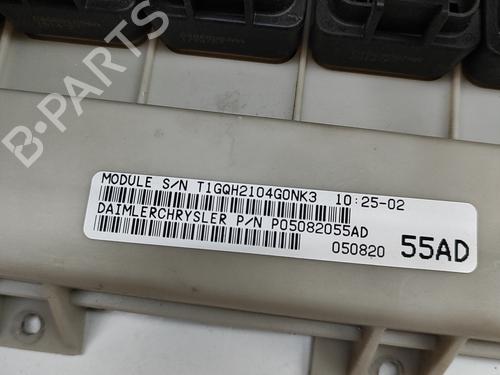 B-PARTS
MODULE S/N T1GQH2104G0NK3 10:25-02
DAIMLERCHRYSLER P/N P05082055AD
050820 55AD